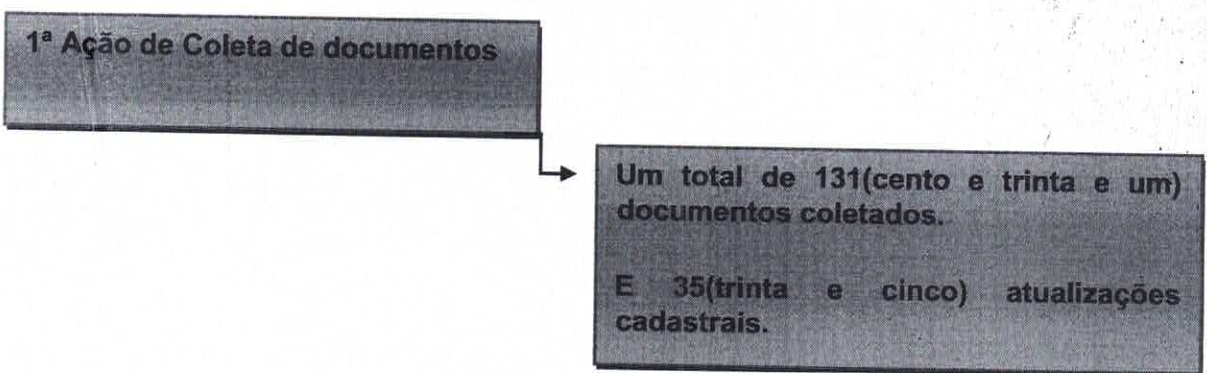 1ª Ação de Coleta de documentos
Um total de 131(cento e trinta e um)
documentos coletados.
E 35(trinta e cinco) atualizações
cadastrais.